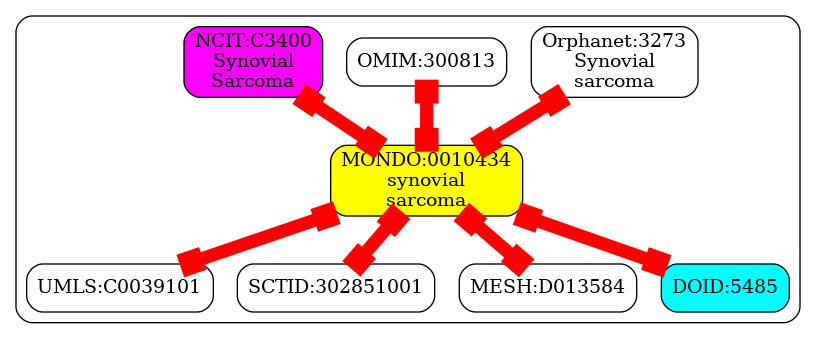 NCIT:C3400
Synovial
Sarcoma
OMIM:300813
Orphanet:3273
Synovial
sarcoma
MONDO:0010434
synovial
sarcoma
UMLS:C0039101
SCTID:302851001
MESH:D013584
DOID:5485